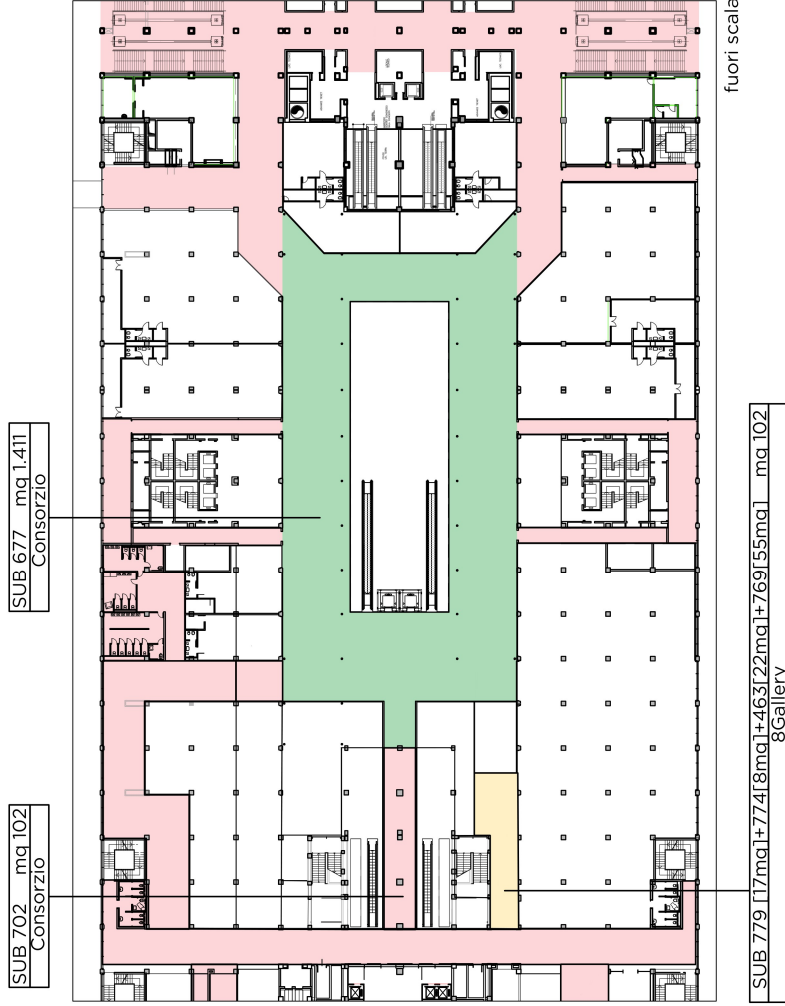 SUB 677 mq 1.411
Consorzio
SUB 702 mq 102
Consorzio
SUB 779 [17mq]+774[8mq]+463[22mq]+769[55mq] mq 102
8Gallery
fuori scala